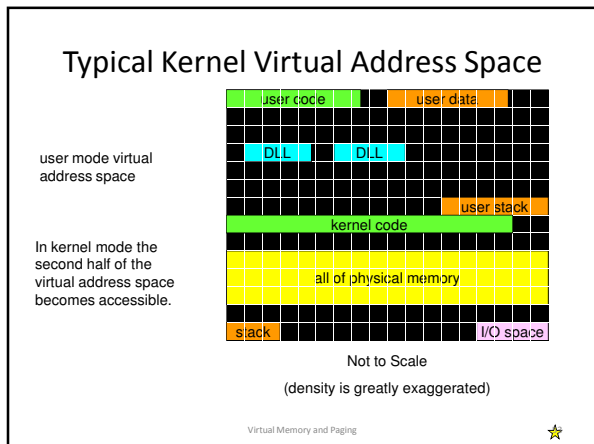 Typical Kernel Virtual Address Space
user code user data
user mode virtual
address space
DLL DLL
user stack
kernel code
In kernel mode the
second half of the
virtual address space
becomes accessible.
all of physical memory
stack I/O space
Not to Scale
(density is greatly exaggerated)
Virtual Memory and Paging